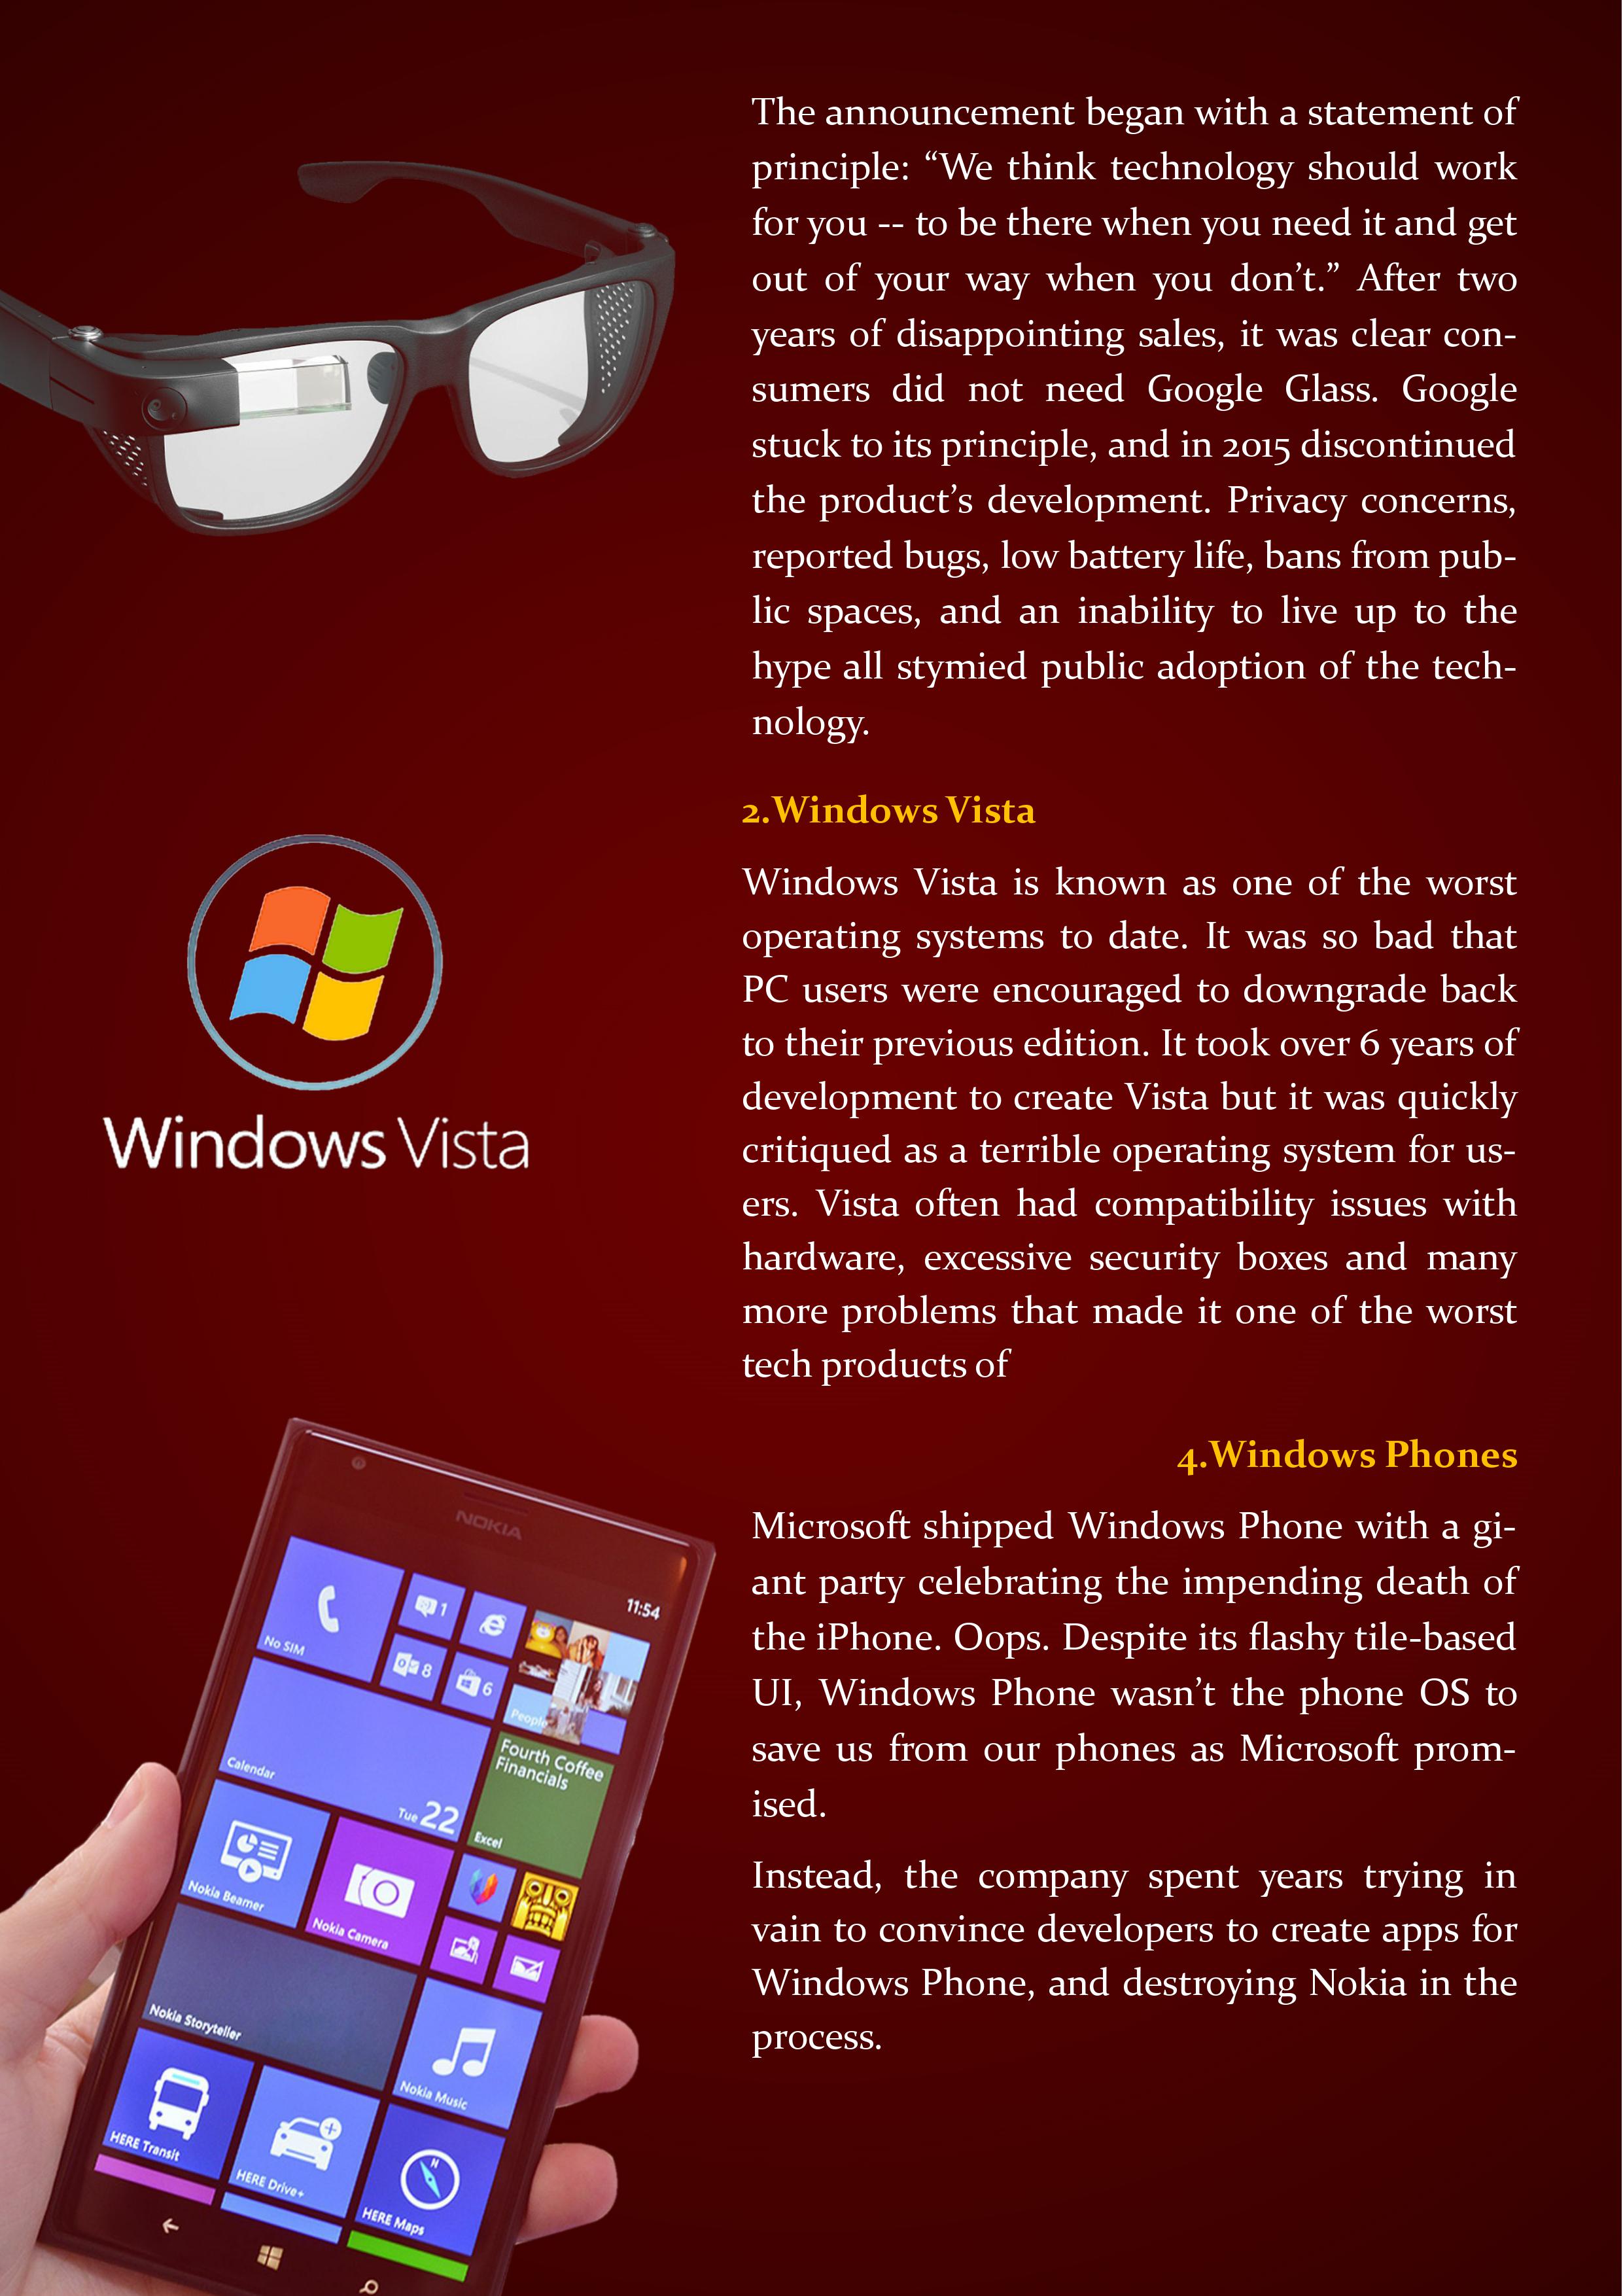 The announcement began with a statement of
principle: “We think technology should work
for you -- to be there when you need it and get
out of your way when you don’t.” After two
years of disappointing sales, it was clear con-
sumers did not need Google Glass. Google
stuck to its principle, and in 2015 discontinued
the product’s development. Privacy concerns,
reported bugs, low battery life, bans from pub-
lic spaces, and an inability to live up to the
hype all stymied public adoption of the tech-
nology.
2.Windows Vista
Windows Vista is known as one of the worst
operating systems to date. It was so bad that
PC users were encouraged to downgrade back
to their previous edition. It took over 6 years of
development to create Vista but it was quickly
critiqued as a terrible operating system for us-
ers. Vista often had compatibility issues with
hardware, excessive security boxes and many
more problems that made it one of the worst
tech products of
Windows Vista
4.Windows Phones
Microsoft shipped Windows Phone with a gi-
ant party celebrating the impending death of
the iPhone. Oops. Despite its flashy tile-based
UI, Windows Phone wasn’t the phone OS to
save us from our phones as Microsoft prom-
ised.
Instead, the company spent years trying in
vain to convince developers to create apps for
Windows Phone, and destroying Nokia in the
process.
NOKIA
11:54
No SIM
1
8
6
People
Calendar
Tue 22
Fourth Coffee
Financials
Excel
Nokia Beamer
Nokia Camera
Nokia Storyteller
Nokia Music
HERE Transit
HERE Drive+
N
HERE Maps